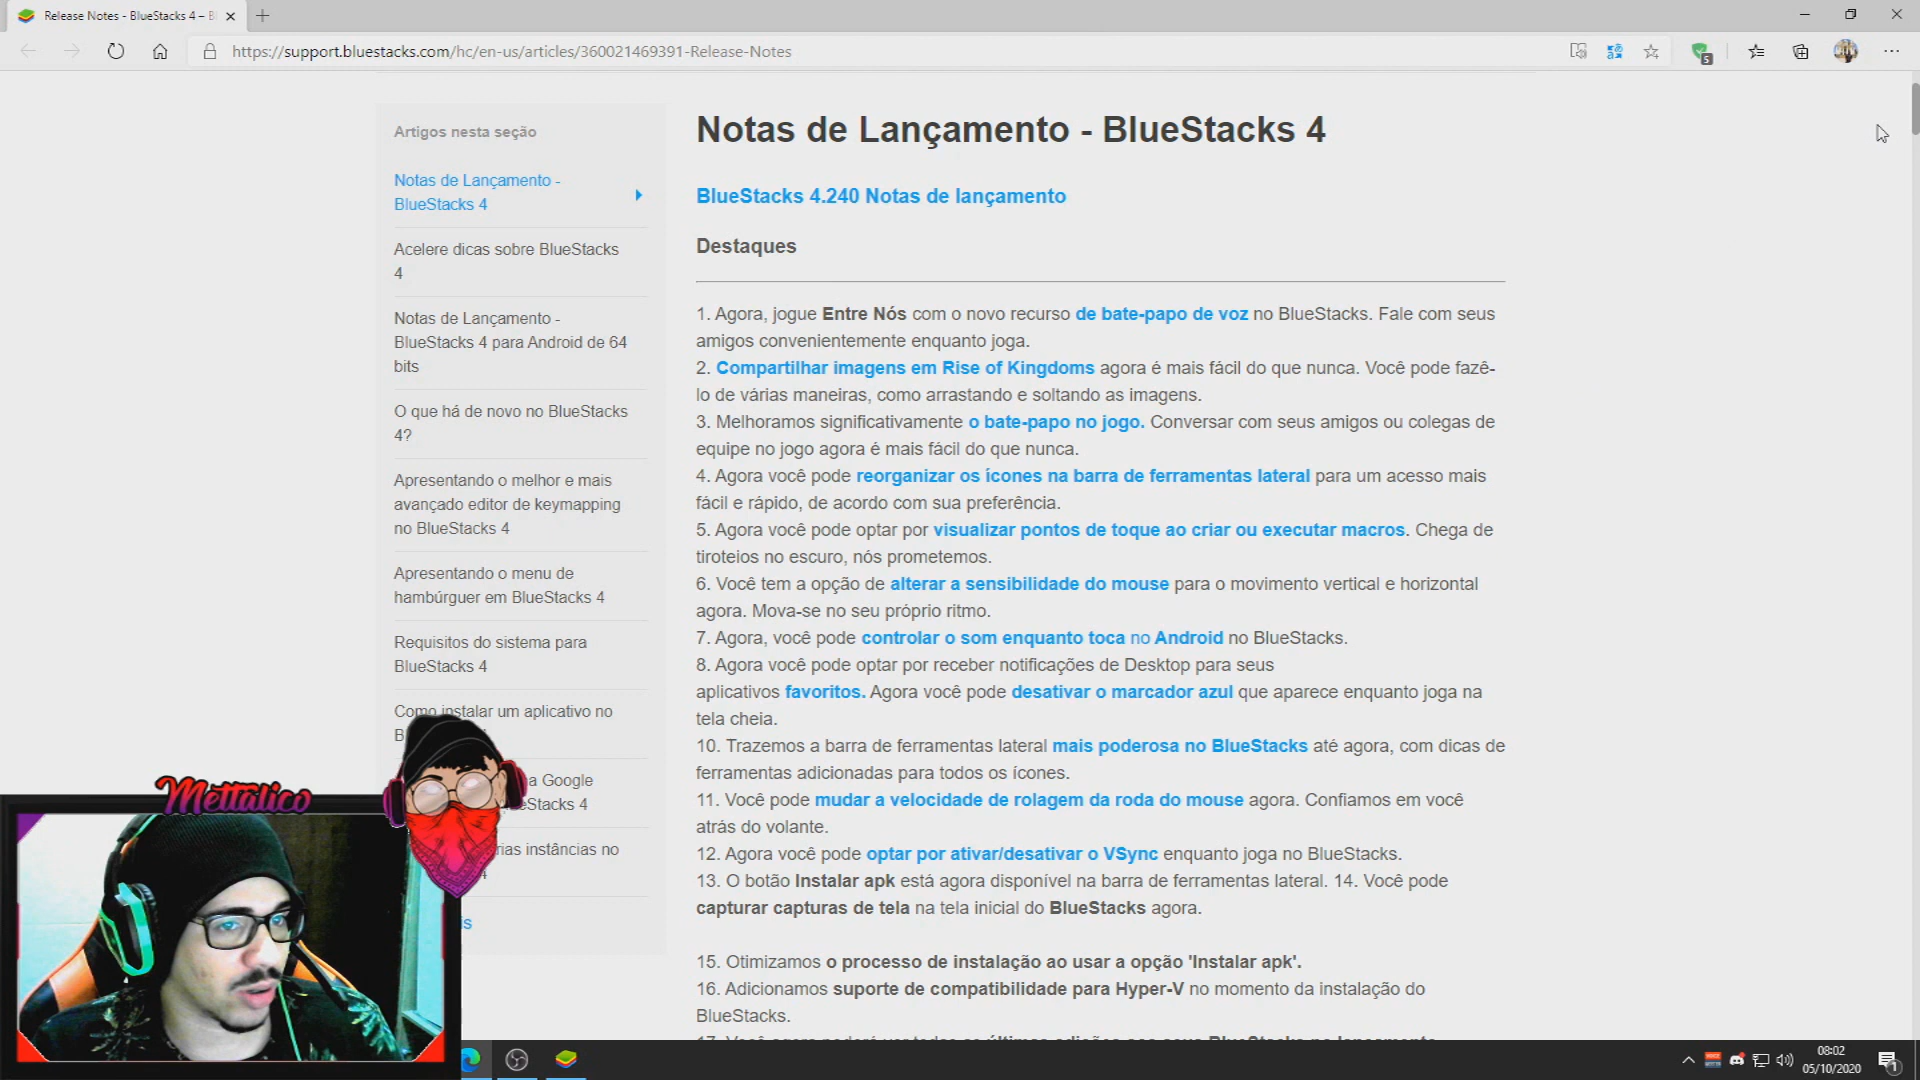 Release Notes - BlueStacks 4 – B
https://support.bluestacks.com/hc/en-us/articles/360021469391-Release-Notes
5
Artigos nesta seção
Notas de Lançamento -
BlueStacks 4
Acelere dicas sobre BlueStacks
4
Notas de Lançamento -
BlueStacks 4 para Android de 64
bits
O que há de novo no BlueStacks
4?
Apresentando o melhor e mais
avançado editor de keymapping
no BlueStacks 4
Apresentando o menu de
hambúrguer em BlueStacks 4
Requisitos do sistema para
BlueStacks 4
Como instalar um aplicativo no
a Google
Stacks 4
rias instâncias no
4
is
Notas de Lançamento - BlueStacks 4
BlueStacks 4.240 Notas de lançamento
Destaques
1. Agora, jogue Entre Nós com o novo recurso de bate-papo de voz no BlueStacks. Fale com seus
amigos convenientemente enquanto joga.
2. Compartilhar imagens em Rise of Kingdoms agora é mais fácil do que nunca. Você pode fazê-
lo de várias maneiras, como arrastando e soltando as imagens.
3. Melhoramos significativamente o bate-papo no jogo. Conversar com seus amigos ou colegas de
equipe no jogo agora é mais fácil do que nunca.
4. Agora você pode reorganizar os ícones na barra de ferramentas lateral para um acesso mais
fácil e rápido, de acordo com sua preferência.
5. Agora você pode optar por visualizar pontos de toque ao criar ou executar macros. Chega de
tiroteios no escuro, nós prometemos.
6. Você tem a opção de alterar a sensibilidade do mouse para o movimento vertical e horizontal
agora. Mova-se no seu próprio ritmo.
7. Agora, você pode controlar o som enquanto toca no Android no BlueStacks.
8. Agora você pode optar por receber notificações de Desktop para seus
aplicativos favoritos. Agora você pode desativar o marcador azul que aparece enquanto joga na
tela cheia.
10. Trazemos a barra de ferramentas lateral mais poderosa no BlueStacks até agora, com dicas de
ferramentas adicionadas para todos os ícones.
11. Você pode mudar a velocidade de rolagem da roda do mouse agora. Confiamos em você
atrás do volante.
12. Agora você pode optar por ativar/desativar o VSync enquanto joga no BlueStacks.
13. O botão Instalar apk está agora disponível na barra de ferramentas lateral. 14. Você pode
capturar capturas de tela na tela inicial do BlueStacks agora.
15. Otimizamos o processo de instalação ao usar a opção 'Instalar apk'.
16. Adicionamos suporte de compatibilidade para Hyper-V no momento da instalação do
BlueStacks.
Mettalico
08:02
05/10/2020
1